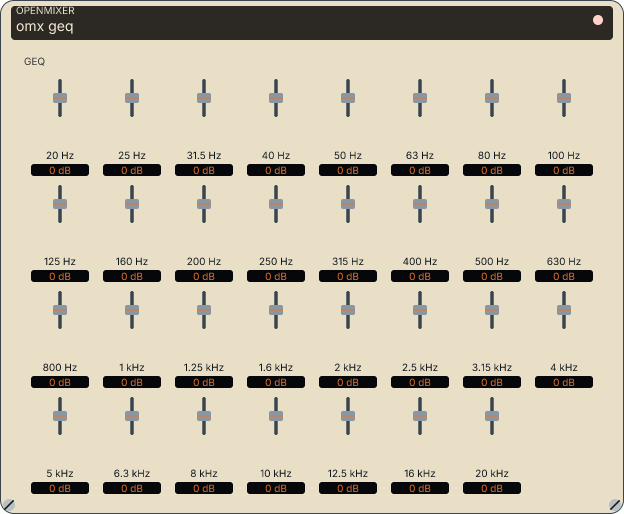 OPENMIXER
omx geq
GEQ
20 Hz 25 Hz 31.5 Hz 40 Hz 50 Hz 63 Hz 80 Hz 100 Hz
0 dB 0 dB 0 dB 0 dB 0 dB 0 dB 0 dB 0 dB
125 Hz 160 Hz 200 Hz 250 Hz 315 Hz 400 Hz 500 Hz 630 Hz
0 dB 0 dB 0 dB 0 dB 0 dB 0 dB 0 dB 0 dB
800 Hz 1 kHz 1.25 kHz 1.6 kHz 2 kHz 2.5 kHz 3.15 kHz 4 kHz
0 dB 0 dB 0 dB 0 dB 0 dB 0 dB 0 dB 0 dB
5 kHz 6.3 kHz 8 kHz 10 kHz 12.5 kHz 16 kHz 20 kHz
0 dB 0 dB 0 dB 0 dB 0 dB 0 dB 0 dB